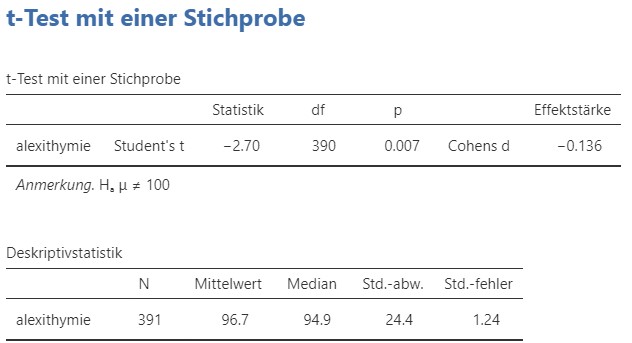 t-Test mit einer Stichprobe
t-Test mit einer Stichprobe
Statistik df p Effektstärke
alexithymie Student's t −2.70 390 0.007 Cohens d −0.136
Anmerkung. Hₐ μ ≠ 100
Deskriptivstatistik
N Mittelwert Median Std.-abw. Std.-fehler
alexithymie 391 96.7 94.9 24.4 1.24